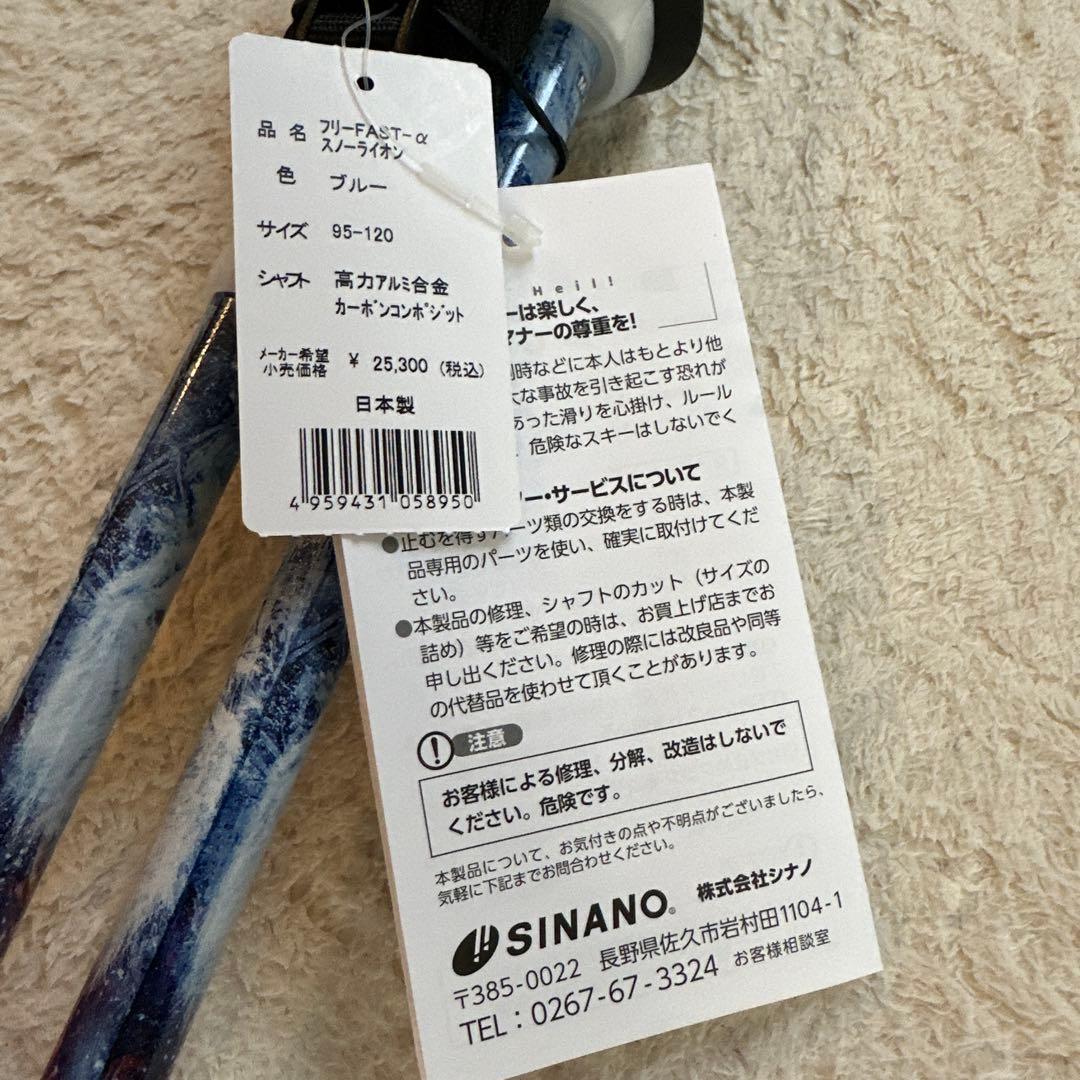 品名 フリーFAST-α
スノーライオン
色 ブルー
サイズ 95-120
シャフト 高力アルミ合金
カーボンコンポジット
メーカー希望
小売価格 ¥ 25,300 (税込)
日本製
4 959431 058950
Heil!
ーは楽しく、
マナーの尊重を!
時などに本人はもとより他
大な事故を引き起こす恐れが
あった滑りを心掛け、ルール
危険なスキーはしないでく
ー・サービスについて
●止むを得ずパーツ類の交換をする時は、本製
品専用のパーツを使い、確実に取付けてくだ
さい。
●本製品の修理、シャフトのカット（サイズの
詰め）等をご希望の時は、お買上げ店までお
申し出ください。修理の際には改良品や同等
の代替品を使わせて頂くことがあります。
注意
お客様による修理、分解、改造はしないで
ください。危険です。
本製品について、お気付きの点や不明点がございましたら、
気軽に下記までお問合わせください。
SINANO® 株式会社シナノ
〒385-0022 長野県佐久市岩村田1104-1
TEL：0267-67-3324 お客様相談室